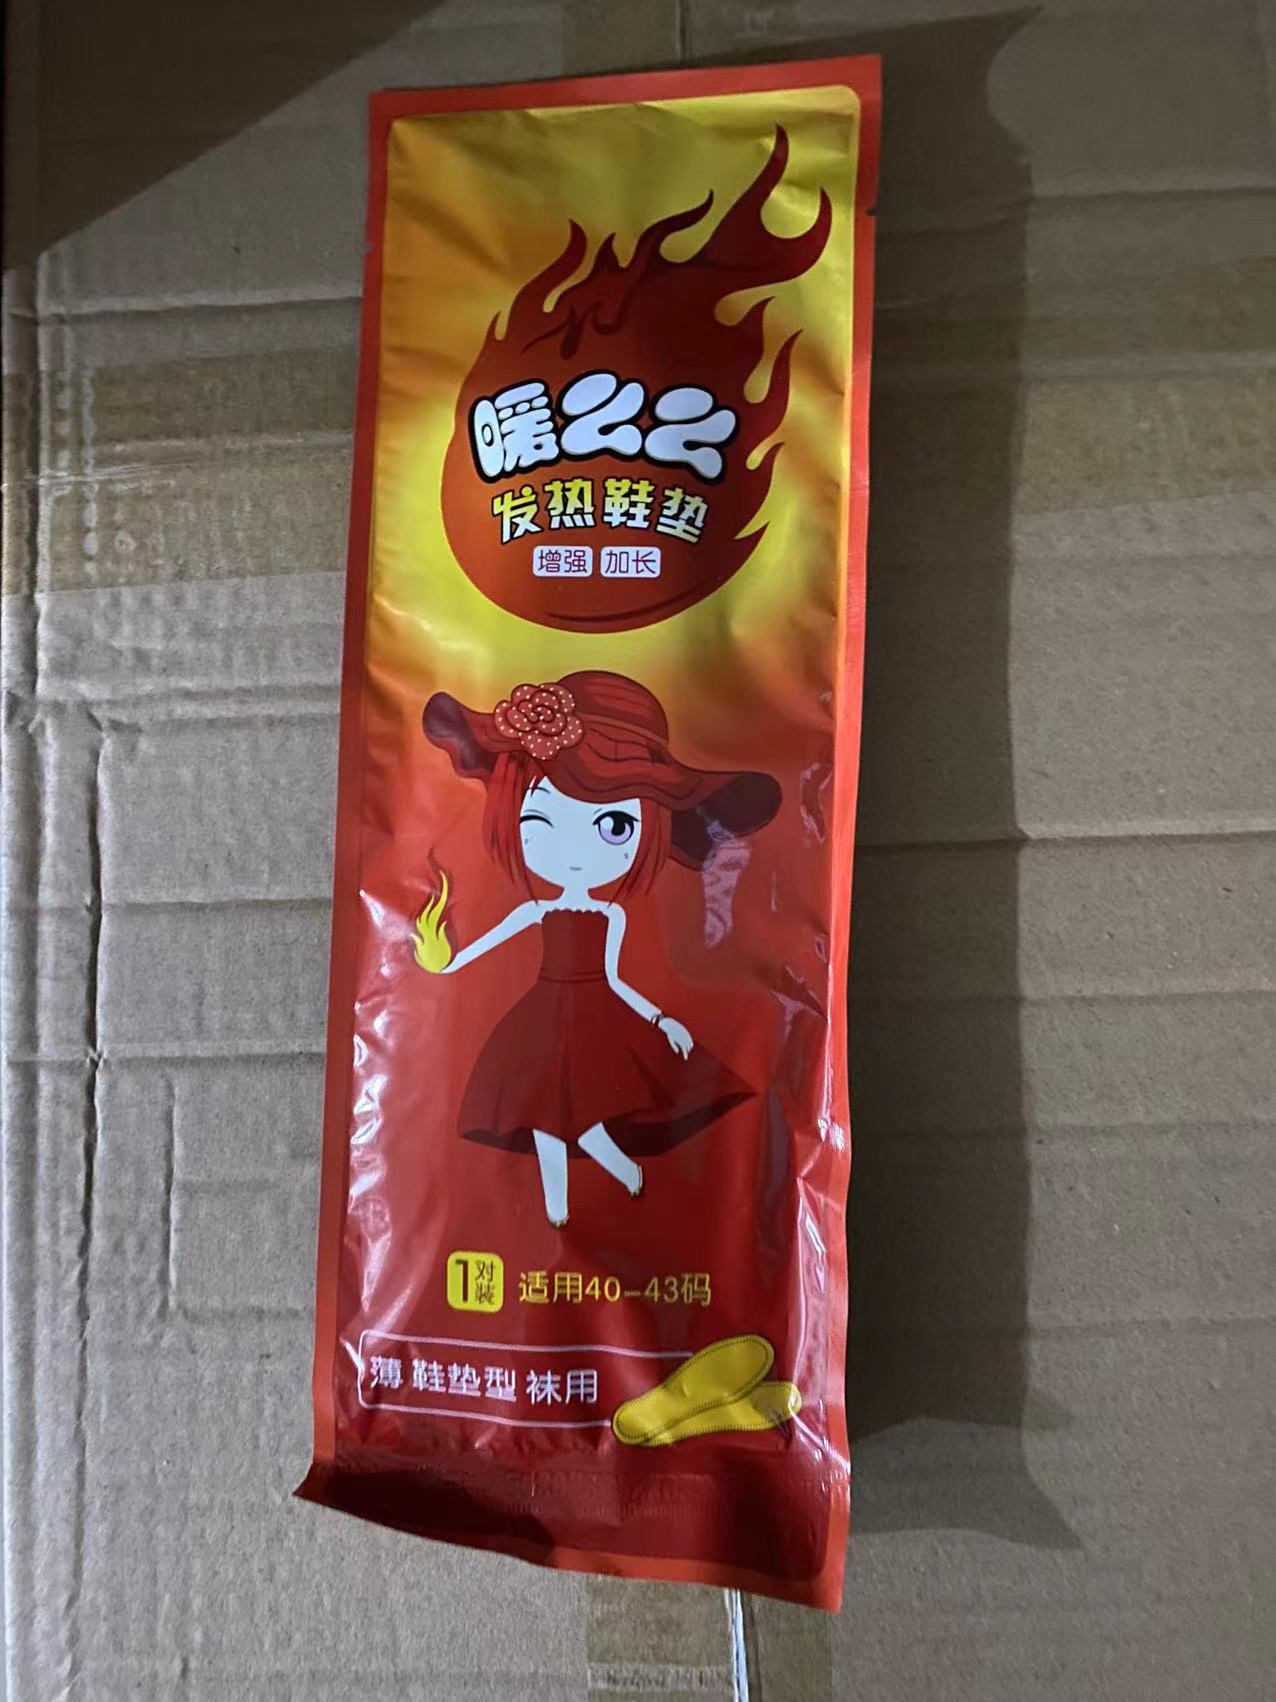 暖么么
发热鞋垫
增强 加长
1对装 适用40-43码
薄 鞋垫型 袜用